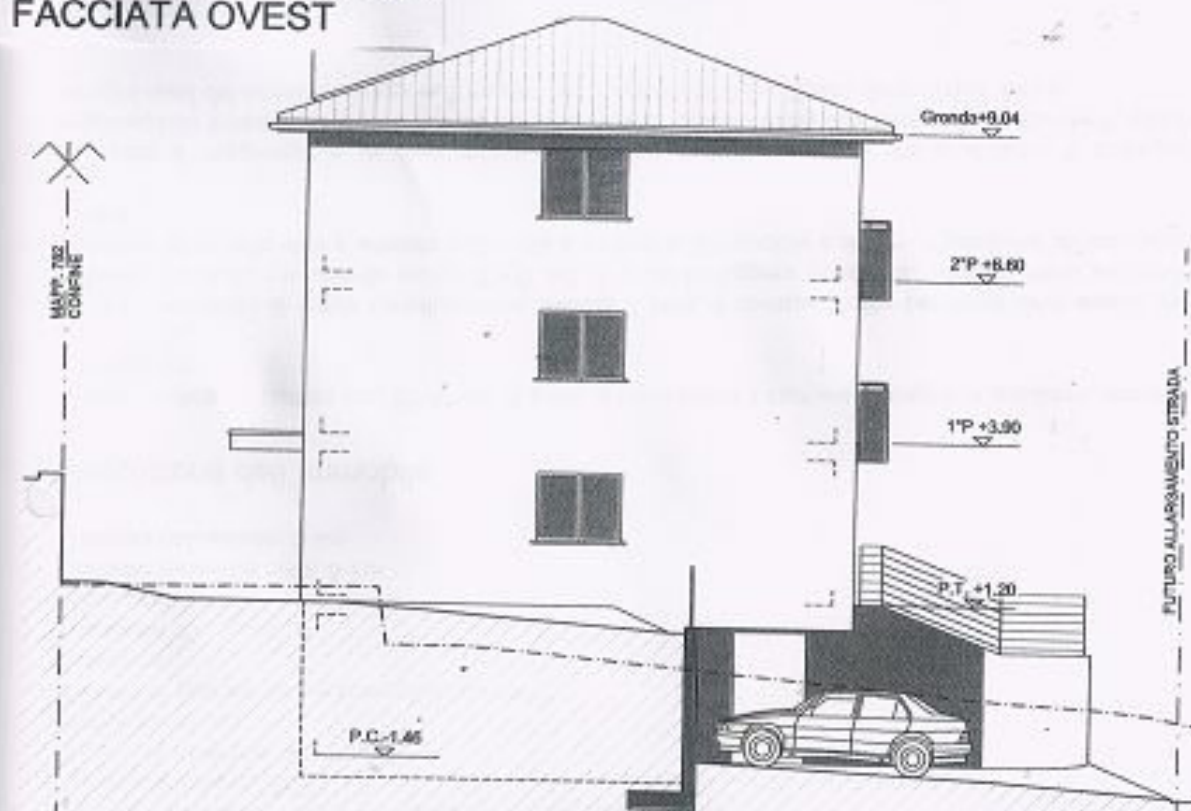 FACCIATA OVEST
Gronda+9.04
MAPP. 782
CONFINE
2°P +6.60
1°P +3.90
FUTURO ALLARGAMENTO STRADA
P.T. +1.20
P.C.-1.46